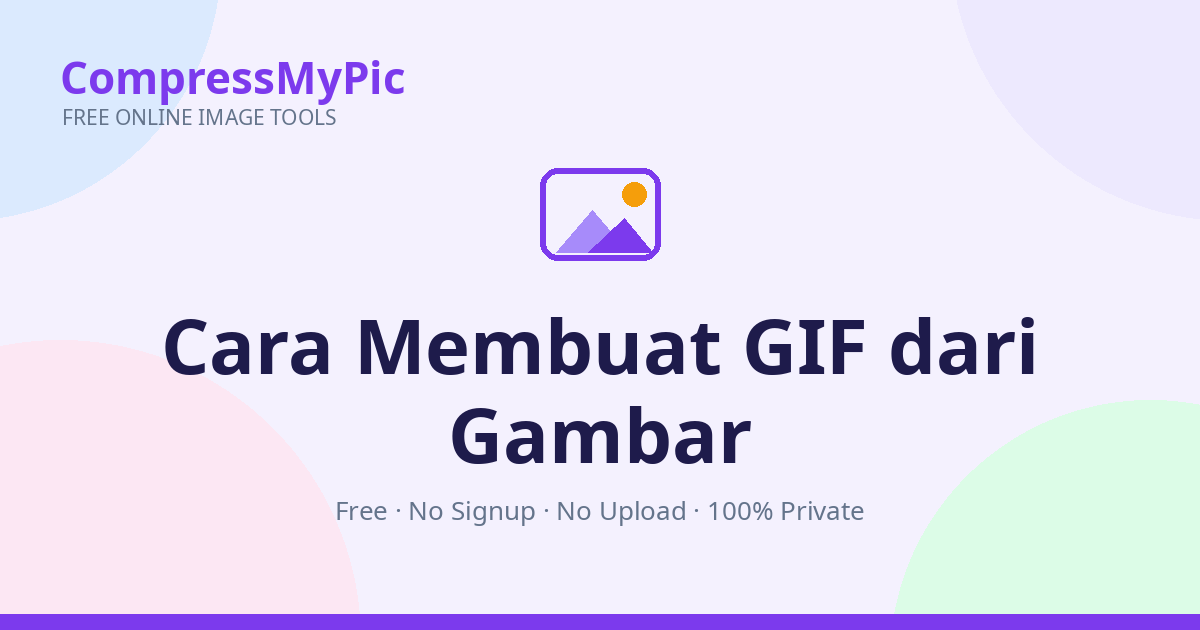 CompressMyPic
FREE ONLINE IMAGE TOOLS
Cara Membuat GIF dari
Gambar
Free · No Signup · No Upload · 100% Private